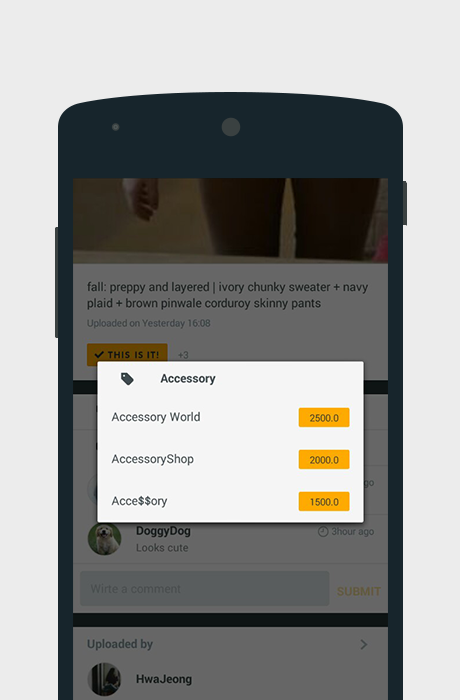 fall: preppy and layered | ivory chunky sweater + navy
plaid + brown pinwale corduroy skinny pants
Uploaded on Yesterday 16:08
THIS IS IT! +3
Accessory
Accessory World 2500.0
AccessoryShop 2000.0
Acce$$ory 1500.0
DoggyDog 3hour ago
Looks cute
Write a comment SUBMIT
Uploaded by
HwaJeong